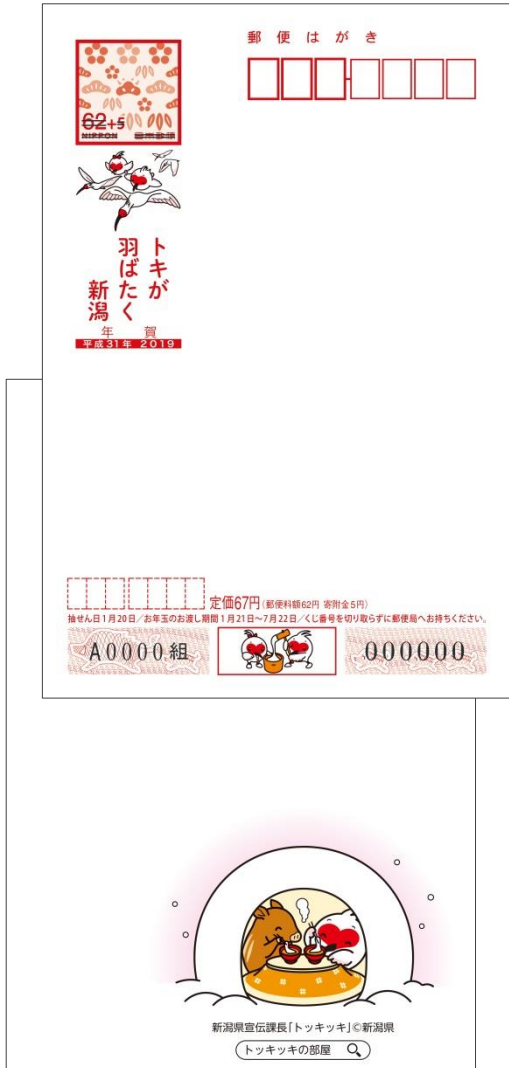 郵便はがき
62+5
NIPPON 日本郵便
トキが
羽ばたく
新潟
年 賀
平成31年 2019
定価67円(郵便料額62円 寄附金5円)
抽せん日1月20日/お年玉のお渡し期間1月21日~7月22日/くじ番号を切り取らずに郵便局へお持ちください。
A0000組
000000
新潟県宣伝課長「トッキッキ」©新潟県
トッキッキの部屋